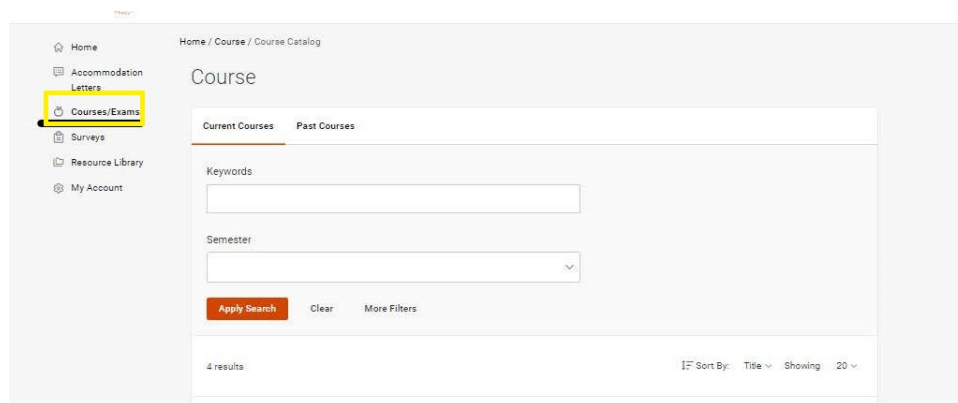 Home
Accommodation
Letters
Courses/Exams
Surveys
Resource Library
My Account
Home / Course / Course Catalog
Course
Current Courses Past Courses
Keywords
Semester
Apply Search Clear More Filters
4 results Sort By: Title Showing 20